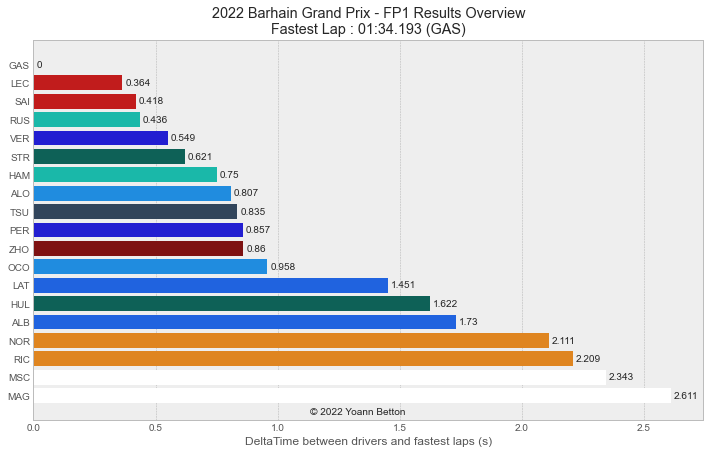 2022 Barhain Grand Prix - FP1 Results Overview
Fastest Lap : 01:34.193 (GAS)
GAS 0
LEC 0.364
SAI 0.418
RUS 0.436
VER 0.549
STR 0.621
HAM 0.75
ALO 0.807
TSU 0.835
PER 0.857
ZHO 0.86
OCO 0.958
LAT 1.451
HUL 1.622
ALB 1.73
NOR 2.111
RIC 2.209
MSC 2.343
MAG 2.611
© 2022 Yoann Betton
0.0 0.5 1.0 1.5 2.0 2.5
DeltaTime between drivers and fastest laps (s)